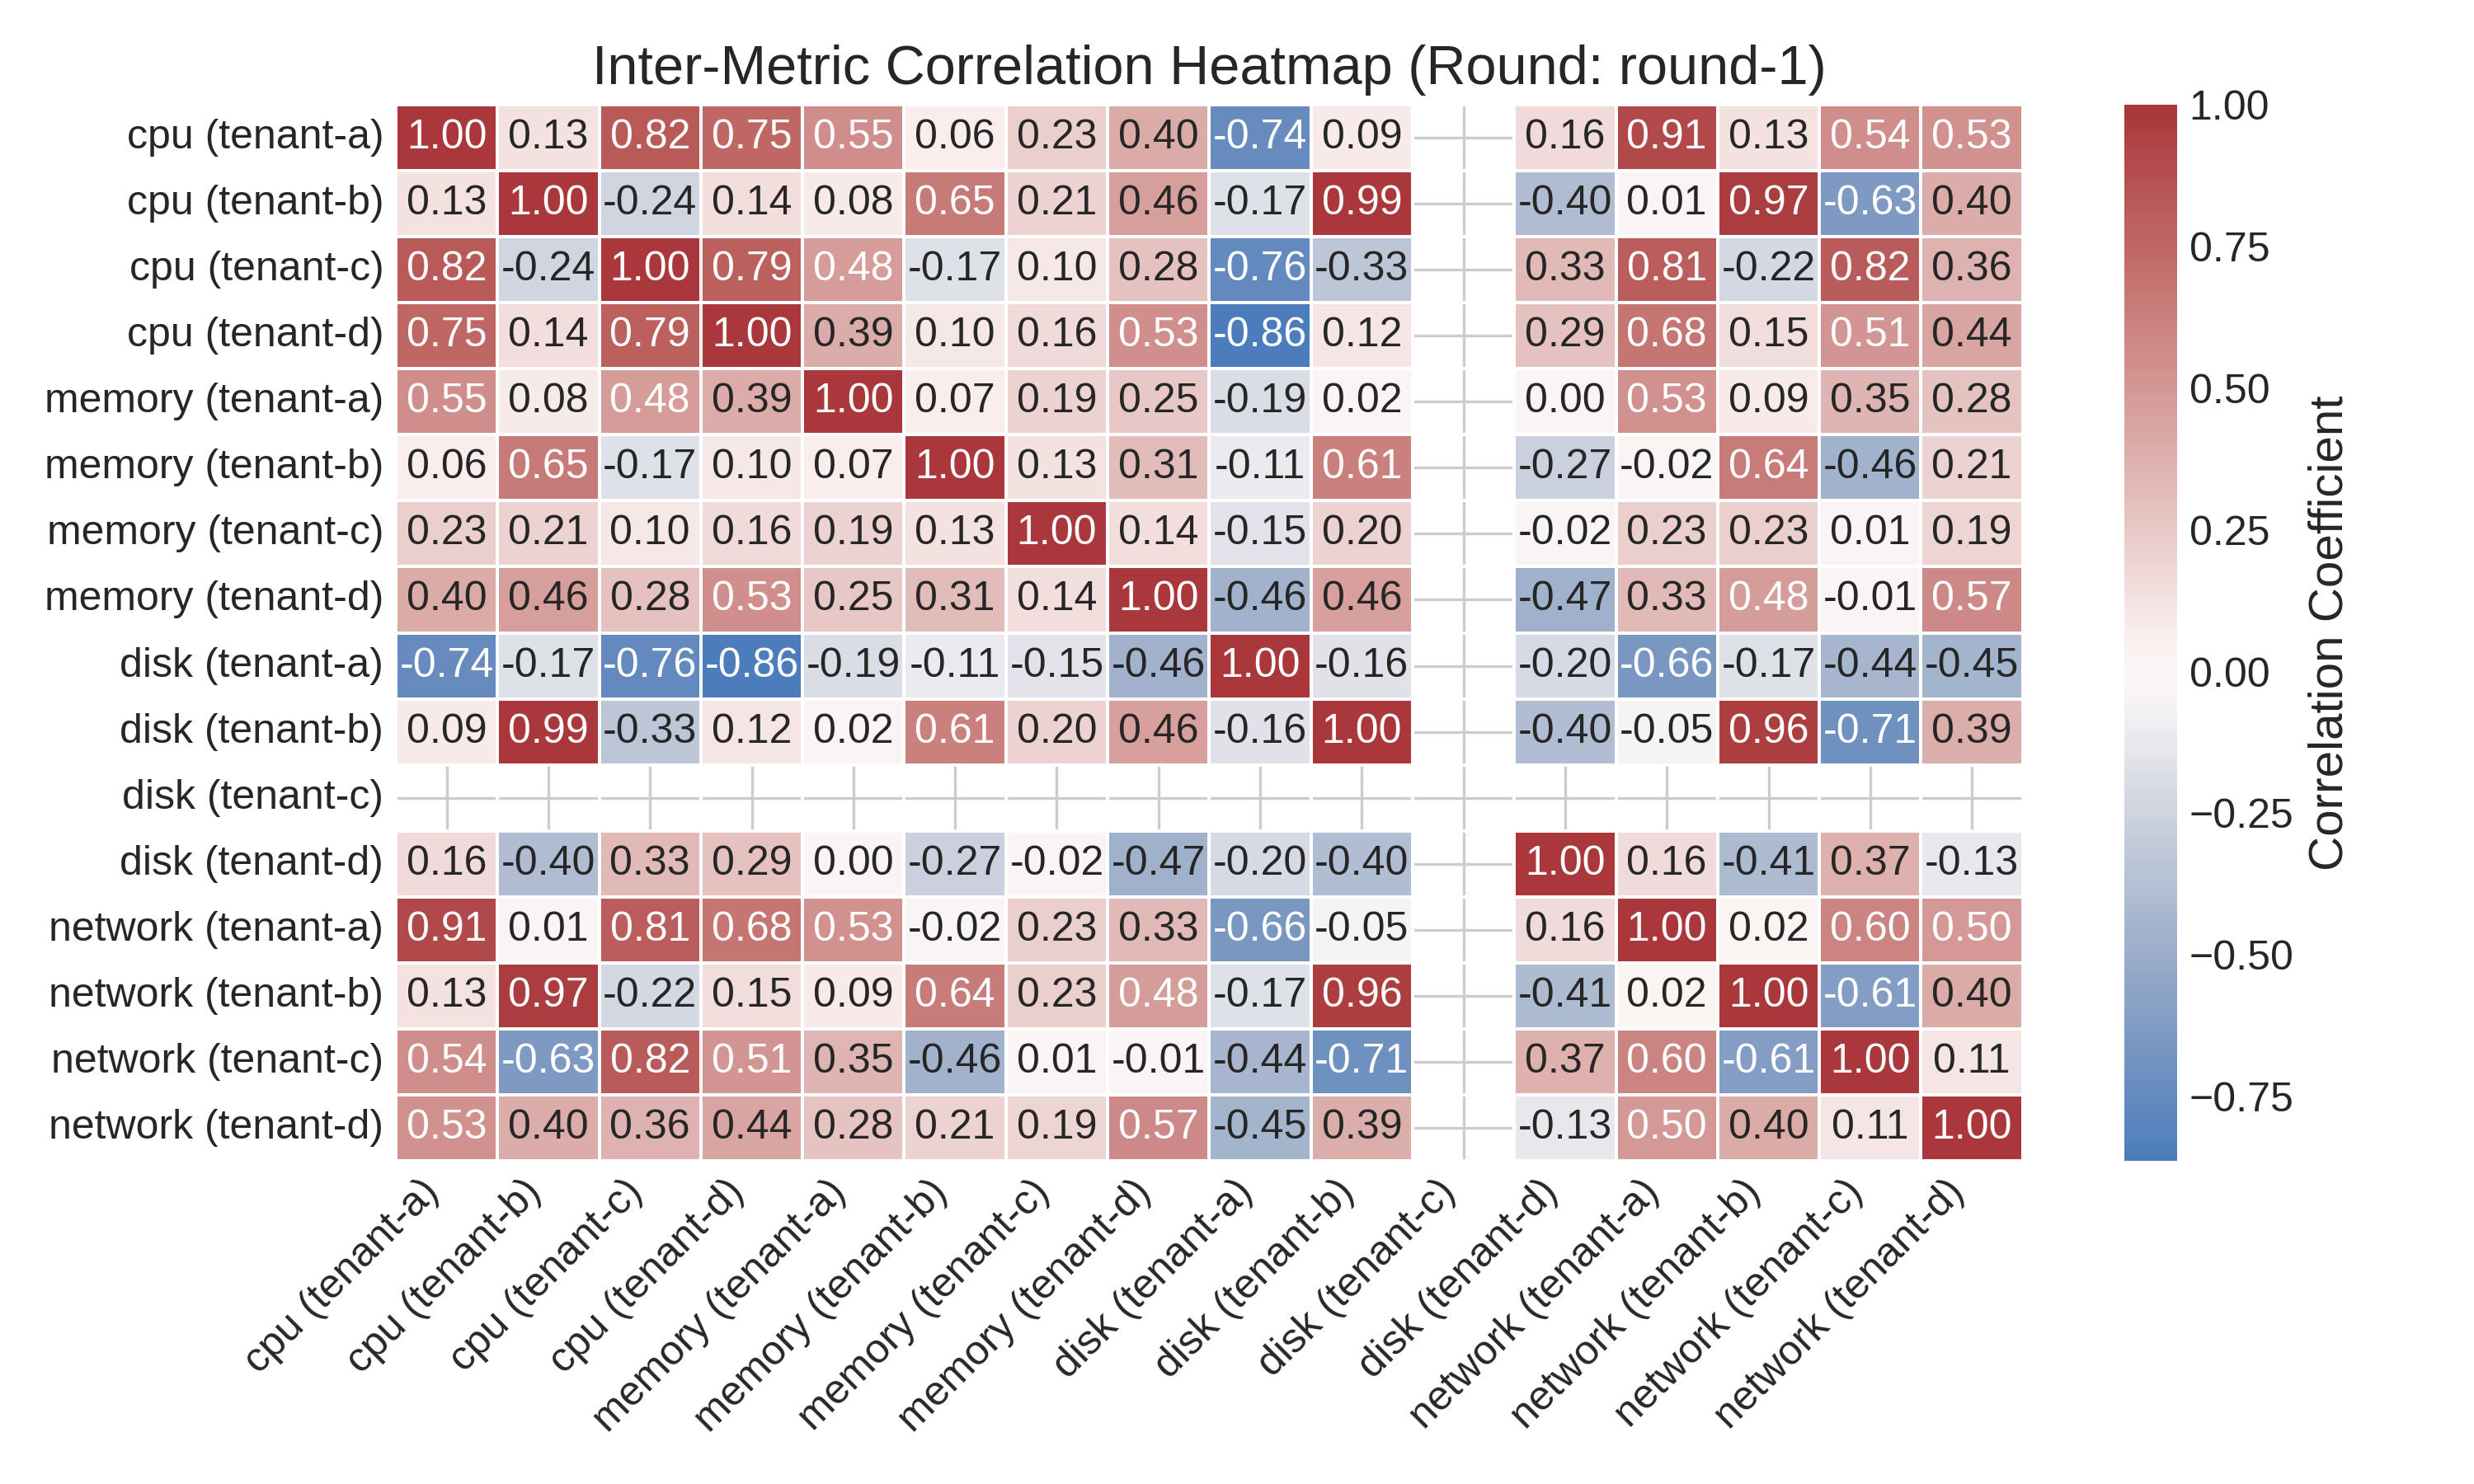 Inter-Metric Correlation Heatmap (Round: round-1)
cpu (tenant-a) 1.00 0.13 0.82 0.75 0.55 0.06 0.23 0.40 -0.74 0.09 0.16 0.91 0.13 0.54 0.53
cpu (tenant-b) 0.13 1.00 -0.24 0.14 0.08 0.65 0.21 0.46 -0.17 0.99 -0.40 0.01 0.97 -0.63 0.40
cpu (tenant-c) 0.82 -0.24 1.00 0.79 0.48 -0.17 0.10 0.28 -0.76 -0.33 0.33 0.81 -0.22 0.82 0.36
cpu (tenant-d) 0.75 0.14 0.79 1.00 0.39 0.10 0.16 0.53 -0.86 0.12 0.29 0.68 0.15 0.51 0.44
memory (tenant-a) 0.55 0.08 0.48 0.39 1.00 0.07 0.19 0.25 -0.19 0.02 0.00 0.53 0.09 0.35 0.28
memory (tenant-b) 0.06 0.65 -0.17 0.10 0.07 1.00 0.13 0.31 -0.11 0.61 -0.27 -0.02 0.64 -0.46 0.21
memory (tenant-c) 0.23 0.21 0.10 0.16 0.19 0.13 1.00 0.14 -0.15 0.20 -0.02 0.23 0.23 0.01 0.19
memory (tenant-d) 0.40 0.46 0.28 0.53 0.25 0.31 0.14 1.00 -0.46 0.46 -0.47 0.33 0.48 -0.01 0.57
disk (tenant-a) -0.74 -0.17 -0.76 -0.86 -0.19 -0.11 -0.15 -0.46 1.00 -0.16 -0.20 -0.66 -0.17 -0.44 -0.45
disk (tenant-b) 0.09 0.99 -0.33 0.12 0.02 0.61 0.20 0.46 -0.16 1.00 -0.40 -0.05 0.96 -0.71 0.39
disk (tenant-c)
disk (tenant-d) 0.16 -0.40 0.33 0.29 0.00 -0.27 -0.02 -0.47 -0.20 -0.40 1.00 0.16 -0.41 0.37 -0.13
network (tenant-a) 0.91 0.01 0.81 0.68 0.53 -0.02 0.23 0.33 -0.66 -0.05 0.16 1.00 0.02 0.60 0.50
network (tenant-b) 0.13 0.97 -0.22 0.15 0.09 0.64 0.23 0.48 -0.17 0.96 -0.41 0.02 1.00 -0.61 0.40
network (tenant-c) 0.54 -0.63 0.82 0.51 0.35 -0.46 0.01 -0.01 -0.44 -0.71 0.37 0.60 -0.61 1.00 0.11
network (tenant-d) 0.53 0.40 0.36 0.44 0.28 0.21 0.19 0.57 -0.45 0.39 -0.13 0.50 0.40 0.11 1.00
cpu (tenant-a)
cpu (tenant-b)
cpu (tenant-c)
cpu (tenant-d)
memory (tenant-a)
memory (tenant-b)
memory (tenant-c)
memory (tenant-d)
disk (tenant-a)
disk (tenant-b)
disk (tenant-c)
disk (tenant-d)
network (tenant-a)
network (tenant-b)
network (tenant-c)
network (tenant-d)
1.00
0.75
0.50
0.25
0.00
−0.25
−0.50
−0.75
Correlation Coefficient